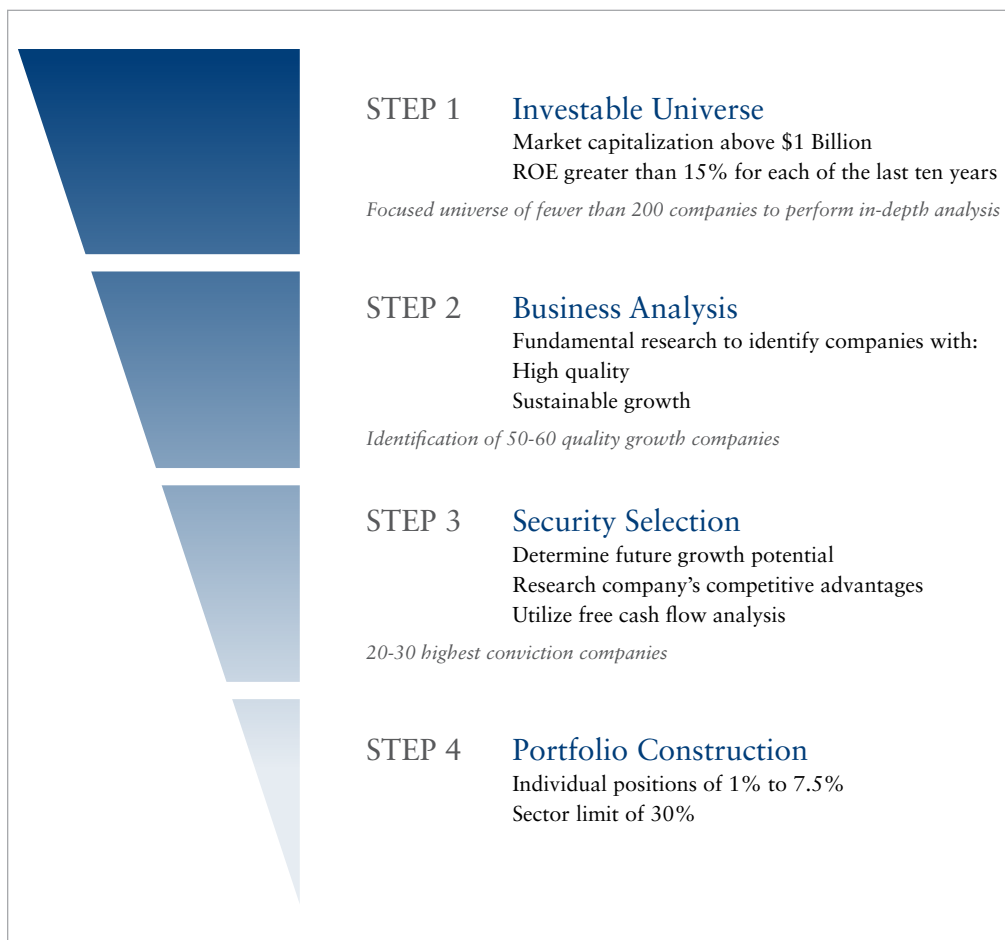 STEP 1 Investable Universe
Market capitalization above $1 Billion
ROE greater than 15% for each of the last ten years
Focused universe of fewer than 200 companies to perform in-depth analysis
STEP 2 Business Analysis
Fundamental research to identify companies with:
High quality
Sustainable growth
Identification of 50-60 quality growth companies
STEP 3 Security Selection
Determine future growth potential
Research company’s competitive advantages
Utilize free cash flow analysis
20-30 highest conviction companies
STEP 4 Portfolio Construction
Individual positions of 1% to 7.5%
Sector limit of 30%